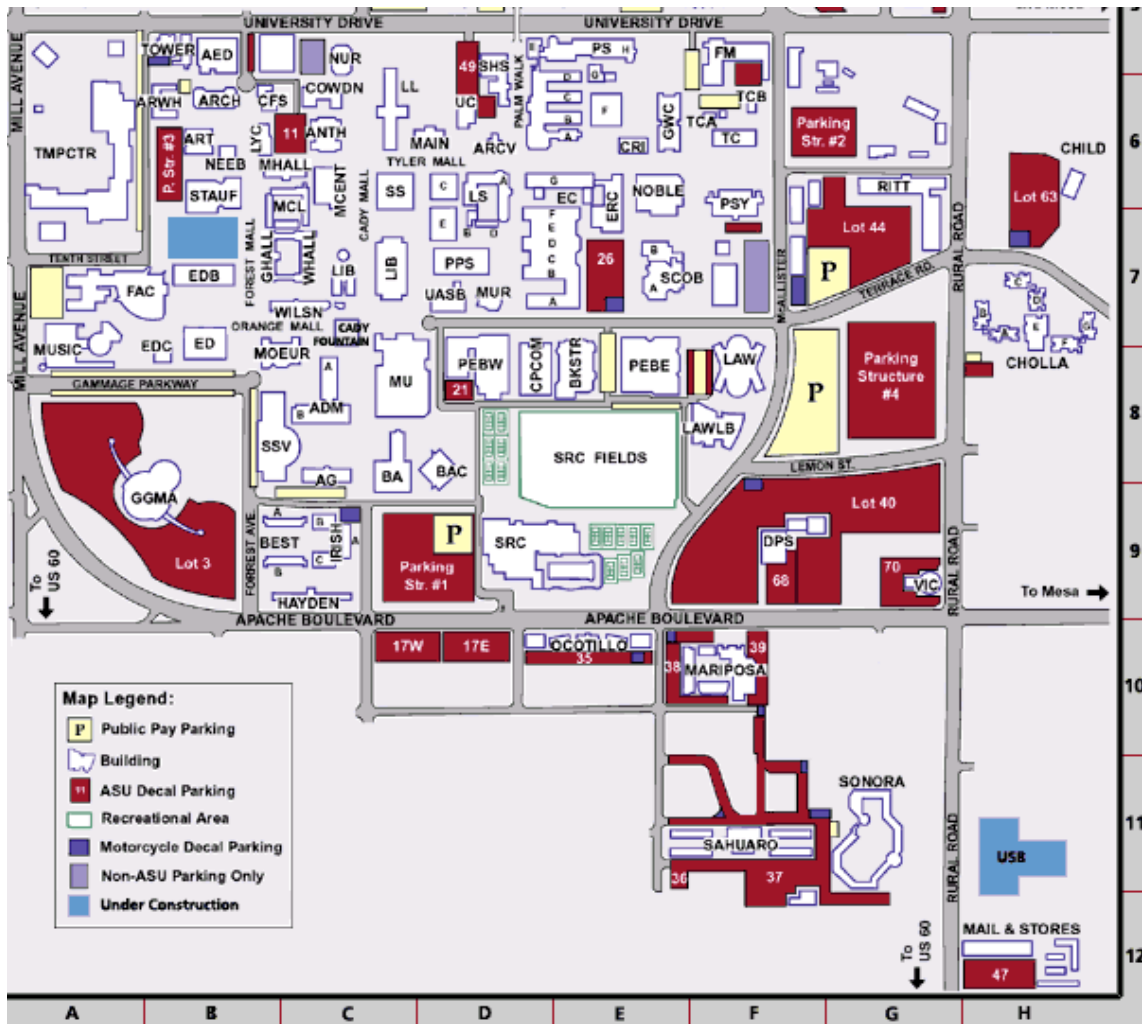 UNIVERSITY DRIVE
UNIVERSITY DRIVE
MILL AVENUE
TOWER
AED
NUR
49
SHS
PALM WALK
E
PS
H
FM
COWDN
LL
UC
D
G
C
F
B
A
GWC
TCB
TCA
TC
ARWH
ARCH
CFS
LYC
11
ANTH
MAIN
ARCV
CRI
Parking
Str. #2
6
TMPCTR
P. Str. #3
ART
NEEB
MHALL
TYLER MALL
CHILD
STAUF
MCL
MCENT
CADY MALL
SS
C
LS
A
E
B
D
G
EC
ERC
NOBLE
PSY
RITT
Lot 63
Lot 44
RURAL ROAD
FOREST MALL
GHALL
WHALL
LIB
LIB
PPS
F
E
D
C
B
A
26
B
A
SCOB
McALLISTER
P
TERRACE RD.
TENTH STREET
EDB
FAC
UASB
MUR
7
C
D
B
A
E
G
F
CHOLLA
MILL AVENUE
MUSIC
EDC
ED
WILSN
ORANGE MALL
CADY
FOUNTAIN
MOEUR
A
MU
PEBW
21
CPCOM
BKSTR
PEBE
LAW
Parking
Structure
#4
P
GAMMAGE PARKWAY
B
ADM
LAWLB
8
SSV
BA
BAC
SRC FIELDS
LEMON ST.
GGMA
AG
Lot 40
A
BEST
B
B
IRISH
A
C
P
Parking
Str. #1
SRC
DPS
68
70
VIC
9
Lot 3
FORREST AVE.
HAYDEN
RURAL ROAD
To
US 60
To Mesa
APACHE BOULEVARD
APACHE BOULEVARD
17W
17E
OCOTILLO
35
38
MARIPOSA
39
10
Map Legend:
P Public Pay Parking
Building
11 ASU Decal Parking
Recreational Area
Motorcycle Decal Parking
Non-ASU Parking Only
Under Construction
SONORA
SAHUARO
36
37
RURAL ROAD
USB
11
To
US 60
MAIL & STORES
47
12
A
B
C
D
E
F
G
H